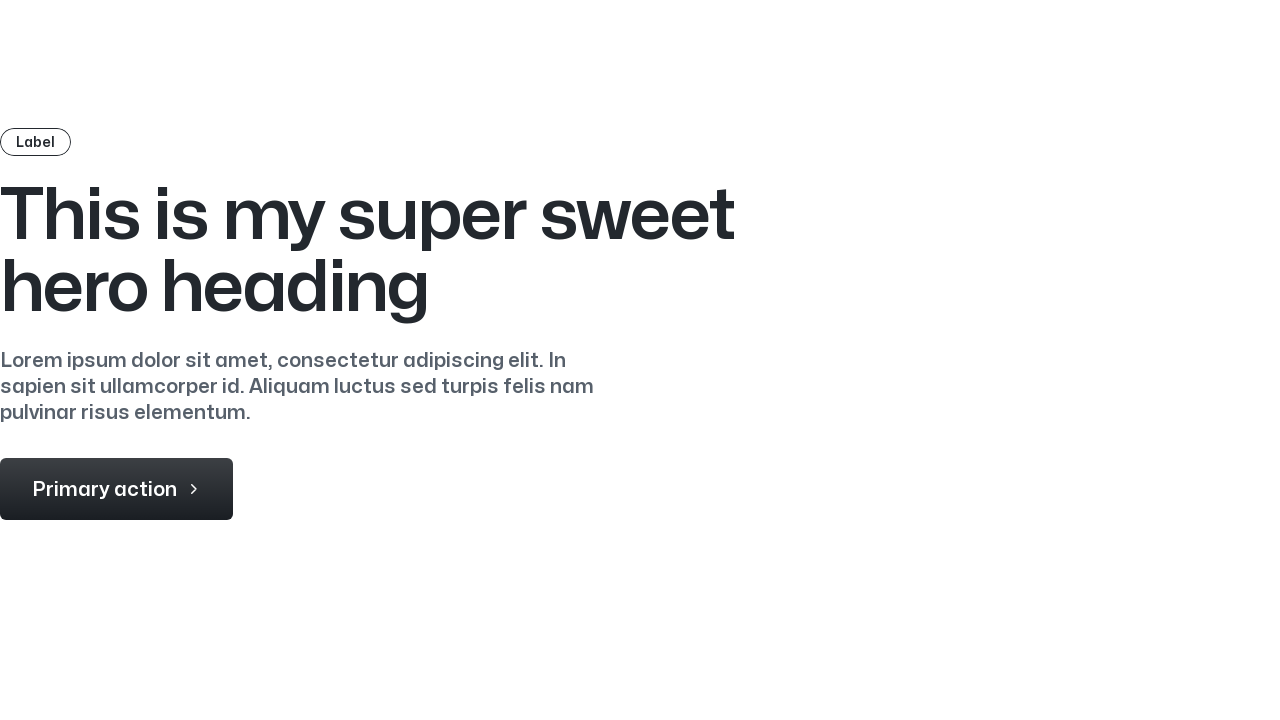 Label
This is my super sweet
hero heading
Lorem ipsum dolor sit amet, consectetur adipiscing elit. In
sapien sit ullamcorper id. Aliquam luctus sed turpis felis nam
pulvinar risus elementum.
Primary action